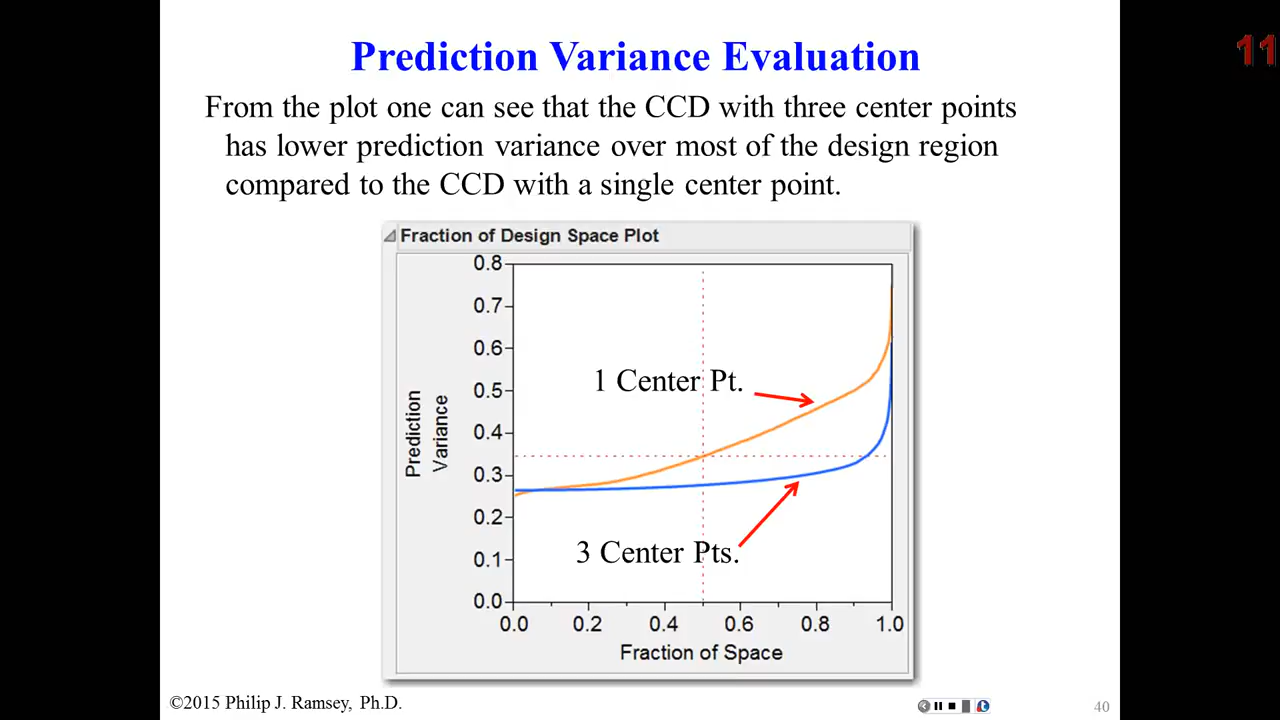 Prediction Variance Evaluation
11
From the plot one can see that the CCD with three center points
has lower prediction variance over most of the design region
compared to the CCD with a single center point.
Fraction of Design Space Plot
0.8
0.7
0.6
0.5
0.4
0.3
0.2
0.1
0.0
Prediction
Variance
1 Center Pt.
3 Center Pts.
0.0 0.2 0.4 0.6 0.8 1.0
Fraction of Space
©2015 Philip J. Ramsey, Ph.D.
40